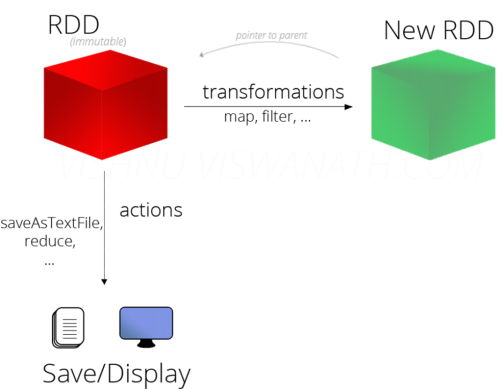 RDD
(immutable)
pointer to parent
New RDD
transformations
map, filter, ...
VISHNU VISWANATH.COM
actions
saveAsTextFile,
reduce,
...
Save/Display